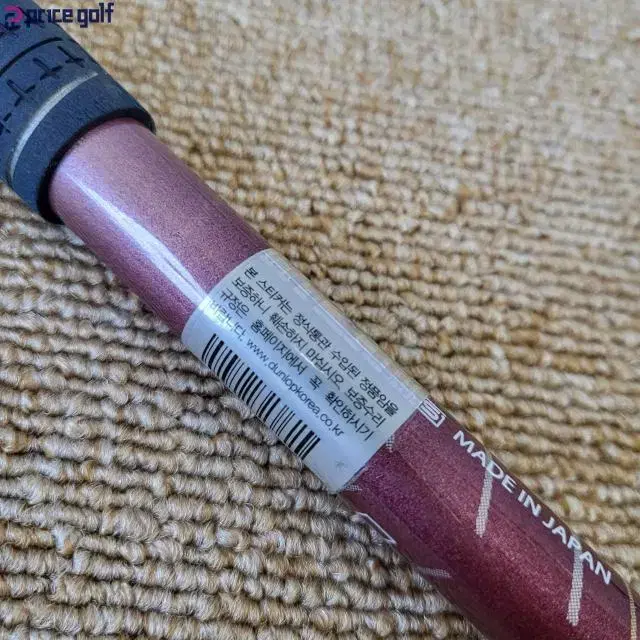 price golf
본 스티커는 정식통관 수입된 정품임을
보증하니 훼손하지 마십시오. 보증수리
규정은 홈페이지에서 꼭 확인하시기
바랍니다. www.dunlopkorea.co.kr
MADE IN JAPAN